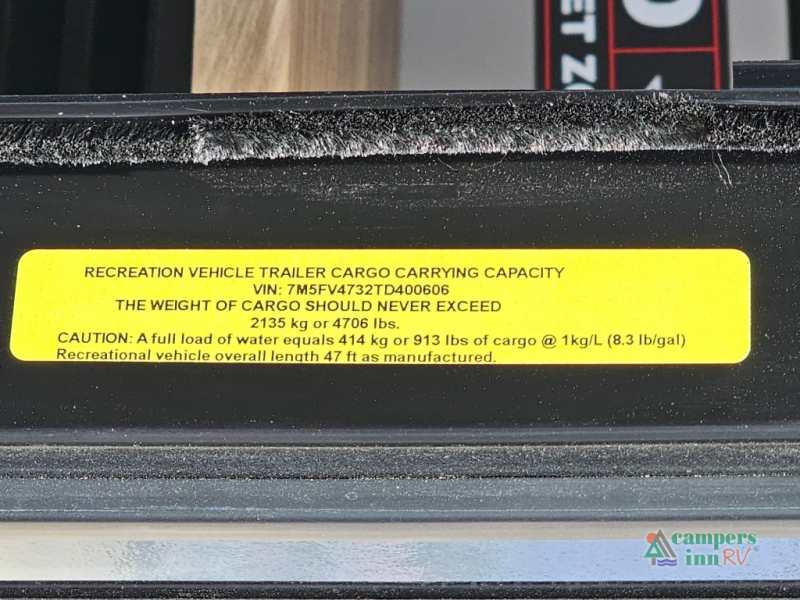 ET ZO
RECREATION VEHICLE TRAILER CARGO CARRYING CAPACITY
VIN: 7M5FV4732TD400606
THE WEIGHT OF CARGO SHOULD NEVER EXCEED
2135 kg or 4706 lbs.
CAUTION: A full load of water equals 414 kg or 913 lbs of cargo @ 1kg/L (8.3 lb/gal)
Recreational vehicle overall length 47 ft as manufactured.
campers
inn RV